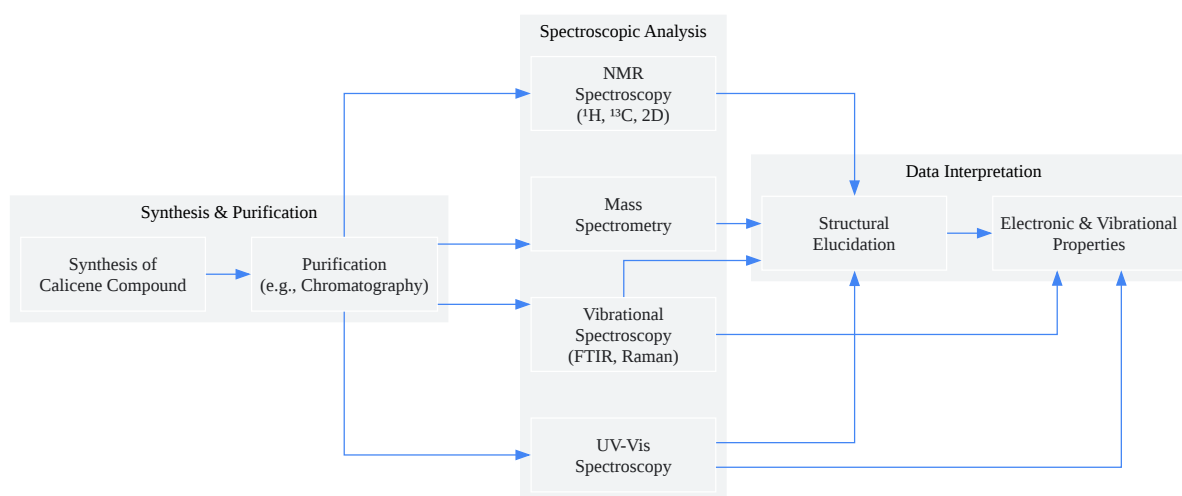 Synthesis & Purification
Synthesis of
Calicene Compound
Purification
(e.g., Chromatography)
Spectroscopic Analysis
NMR
Spectroscopy
(¹H, ¹³C, 2D)
Mass
Spectrometry
Vibrational
Spectroscopy
(FTIR, Raman)
UV-Vis
Spectroscopy
Data Interpretation
Structural
Elucidation
Electronic & Vibrational
Properties